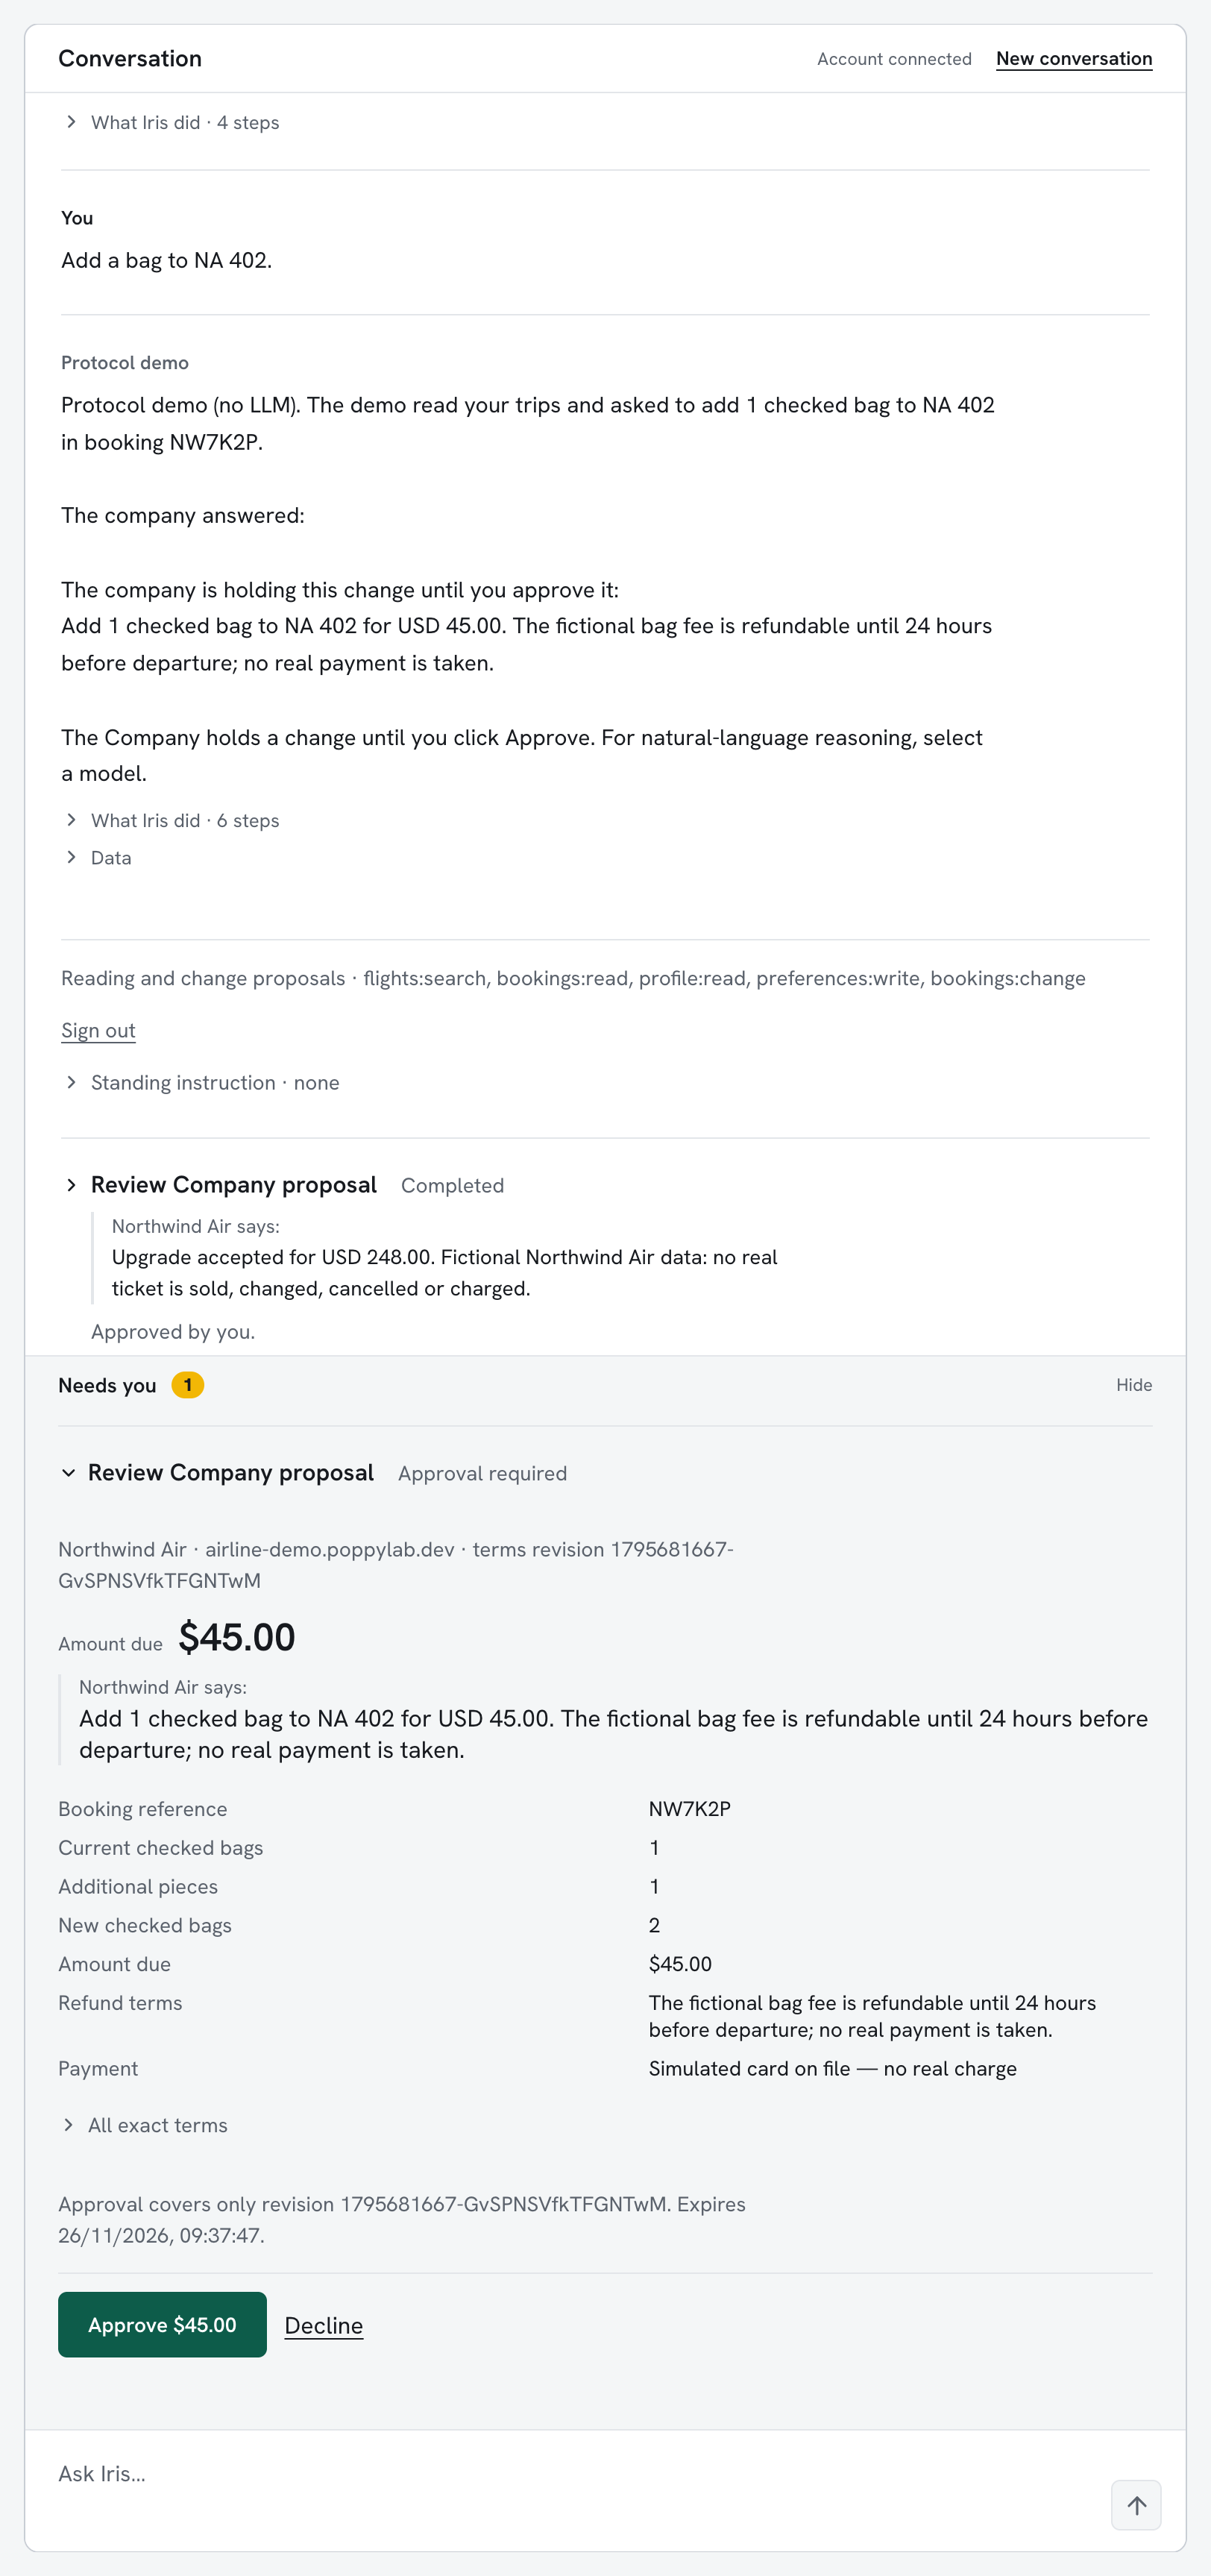 Conversation
Account connected
New conversation
What Iris did · 4 steps
You
Add a bag to NA 402.
Protocol demo
Protocol demo (no LLM). The demo read your trips and asked to add 1 checked bag to NA 402
in booking NW7K2P.
The company answered:
The company is holding this change until you approve it:
Add 1 checked bag to NA 402 for USD 45.00. The fictional bag fee is refundable until 24 hours
before departure; no real payment is taken.
The Company holds a change until you click Approve. For natural-language reasoning, select
a model.
What Iris did · 6 steps
Data
Reading and change proposals · flights:search, bookings:read, profile:read, preferences:write, bookings:change
Sign out
Standing instruction · none
Review Company proposal Completed
Northwind Air says:
Upgrade accepted for USD 248.00. Fictional Northwind Air data: no real
ticket is sold, changed, cancelled or charged.
Approved by you.
Needs you 1
Hide
Review Company proposal Approval required
Northwind Air · airline-demo.poppylab.dev · terms revision 1795681667-
GvSPNSVfkTFGNTwM
Amount due $45.00
Northwind Air says:
Add 1 checked bag to NA 402 for USD 45.00. The fictional bag fee is refundable until 24 hours before
departure; no real payment is taken.
Booking reference NW7K2P
Current checked bags 1
Additional pieces 1
New checked bags 2
Amount due $45.00
Refund terms The fictional bag fee is refundable until 24 hours
before departure; no real payment is taken.
Payment Simulated card on file — no real charge
All exact terms
Approval covers only revision 1795681667-GvSPNSVfkTFGNTwM. Expires
26/11/2026, 09:37:47.
Approve $45.00
Decline
Ask Iris...